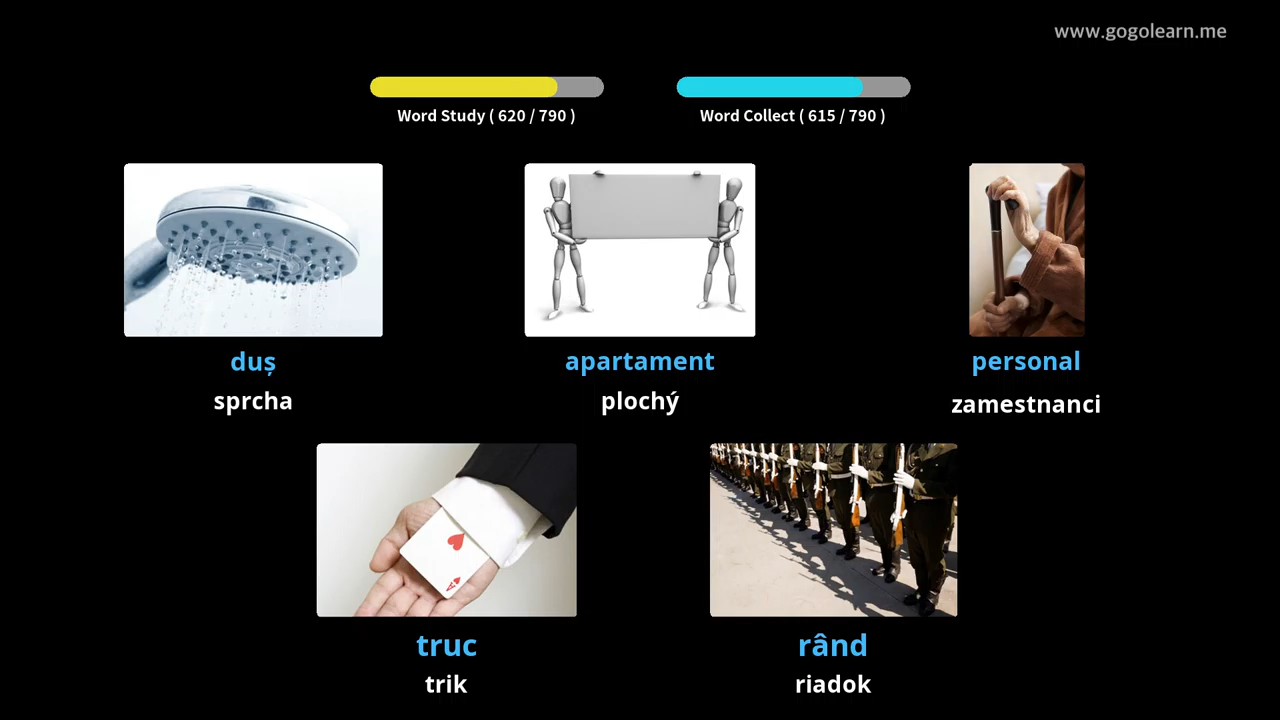 www.gogolearn.me
Word Study ( 620 / 790 )
Word Collect ( 615 / 790 )
duș
sprcha
apartament
plochý
personal
zamestnanci
truc
trik
rând
riadok